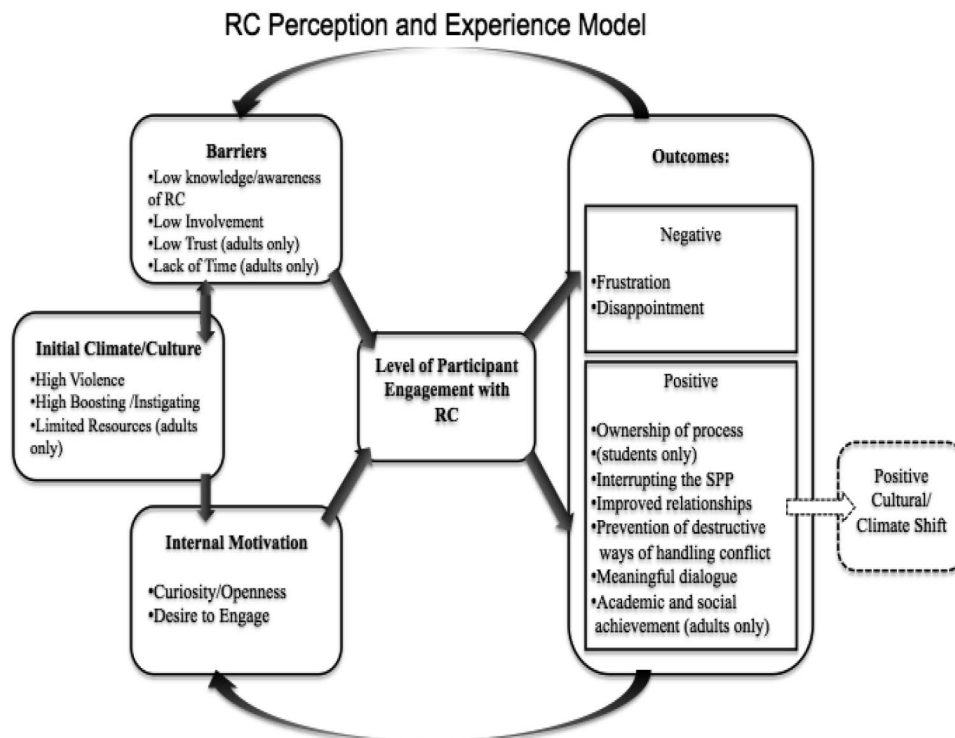 RC Perception and Experience Model
Barriers
•Low knowledge/awareness
of RC
•Low Involvement
•Low Trust (adults only)
•Lack of Time (adults only)
Initial Climate/Culture
•High Violence
•High Boosting /Instigating
•Limited Resources (adults
only)
Internal Motivation
•Curiosity/Openness
•Desire to Engage
Level of Participant
Engagement with
RC
Outcomes:
Negative
•Frustration
•Disappointment
Positive
•Ownership of process
•(students only)
•Interrupting the SPP
•Improved relationships
•Prevention of destructive
ways of handling conflict
•Meaningful dialogue
•Academic and social
achievement (adults only)
Positive
Cultural/
Climate Shift